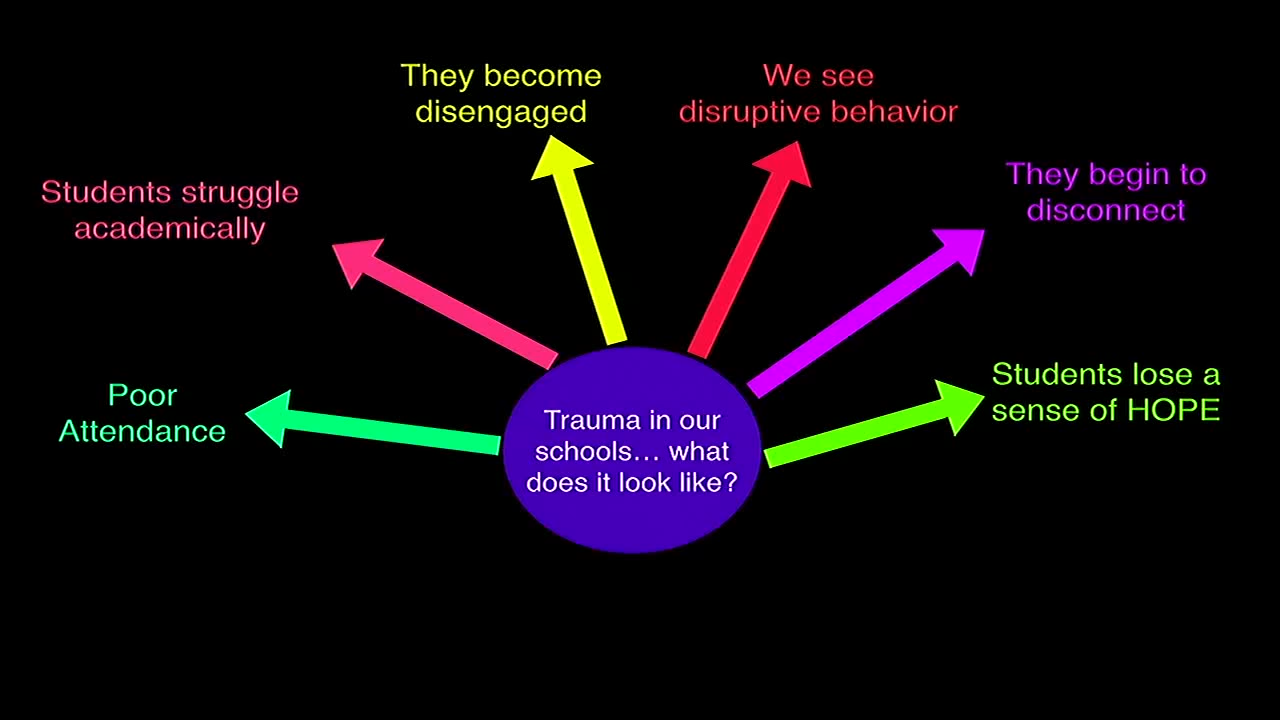 They become
disengaged
We see
disruptive behavior
Students struggle
academically
They begin to
disconnect
Poor
Attendance
Students lose a
sense of HOPE
Trauma in our
schools… what
does it look like?